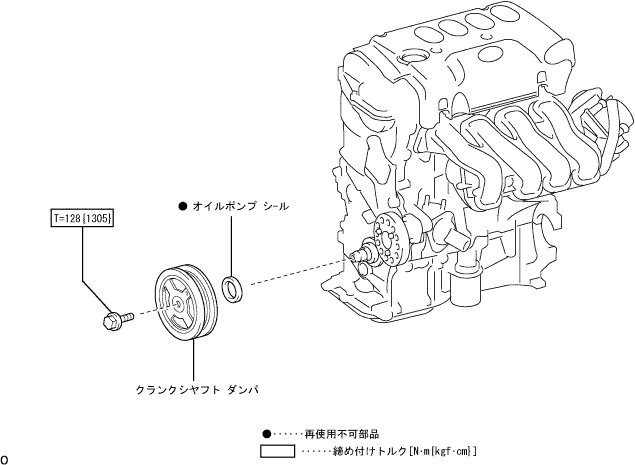 ● オイルポンプ シール
T=128{1305}
クランクシヤフト ダンパ
●······再使用不可部品
······締め付けトルク[N·m{kgf·cm}]
0